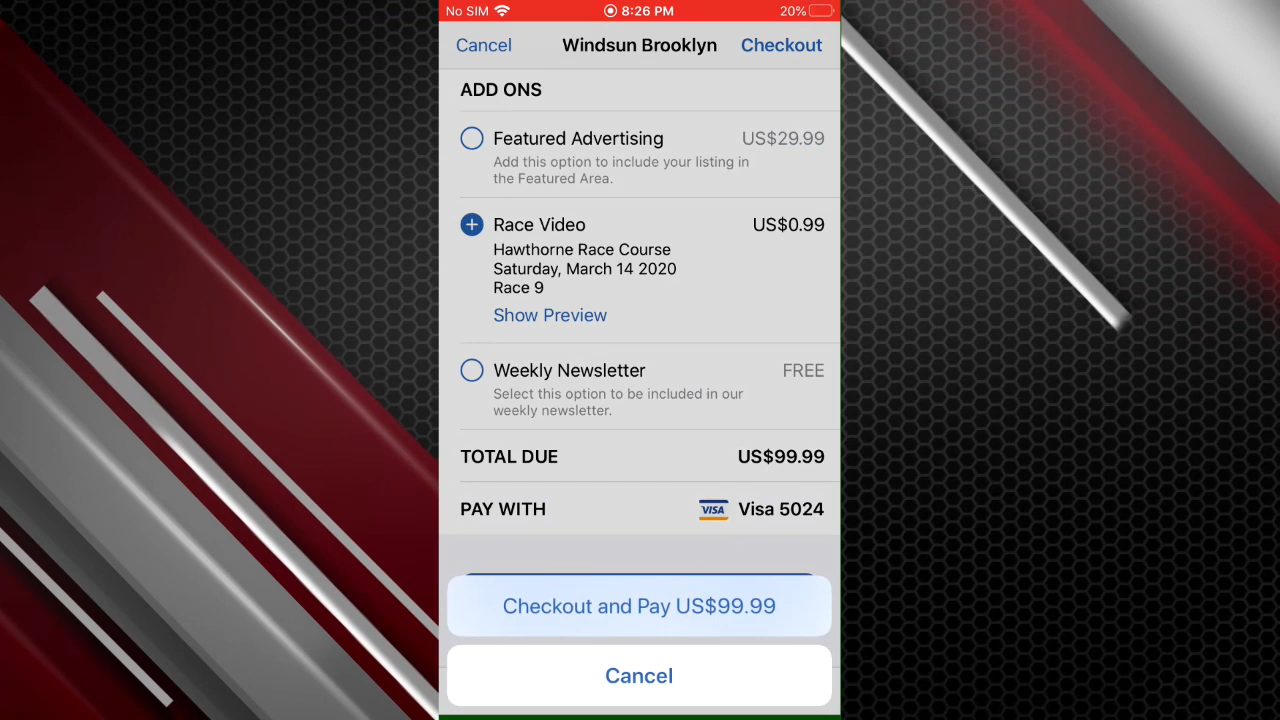 No SIM 8:26 PM 20%
Cancel Windsun Brooklyn Checkout
ADD ONS
Featured Advertising US$29.99
Add this option to include your listing in
the Featured Area.
Race Video US$0.99
Hawthorne Race Course
Saturday, March 14 2020
Race 9
Show Preview
Weekly Newsletter FREE
Select this option to be included in our
weekly newsletter.
TOTAL DUE US$99.99
PAY WITH VISA Visa 5024
Checkout and Pay US$99.99
Cancel